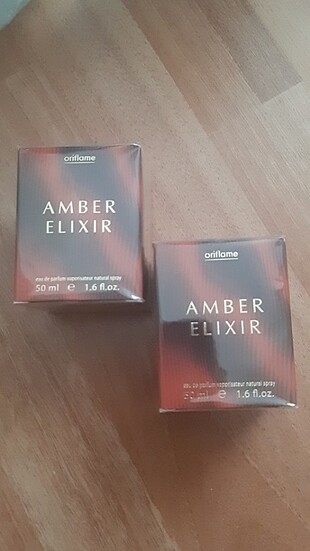 oriflame
AMBER
ELIXIR
eau de parfum vaporisateur natural spray
50 ml e 1.6 fl.oz.
oriflame
AMBER
ELIXIR
eau de parfum vaporisateur natural spray
50 ml e 1.6 fl.oz.